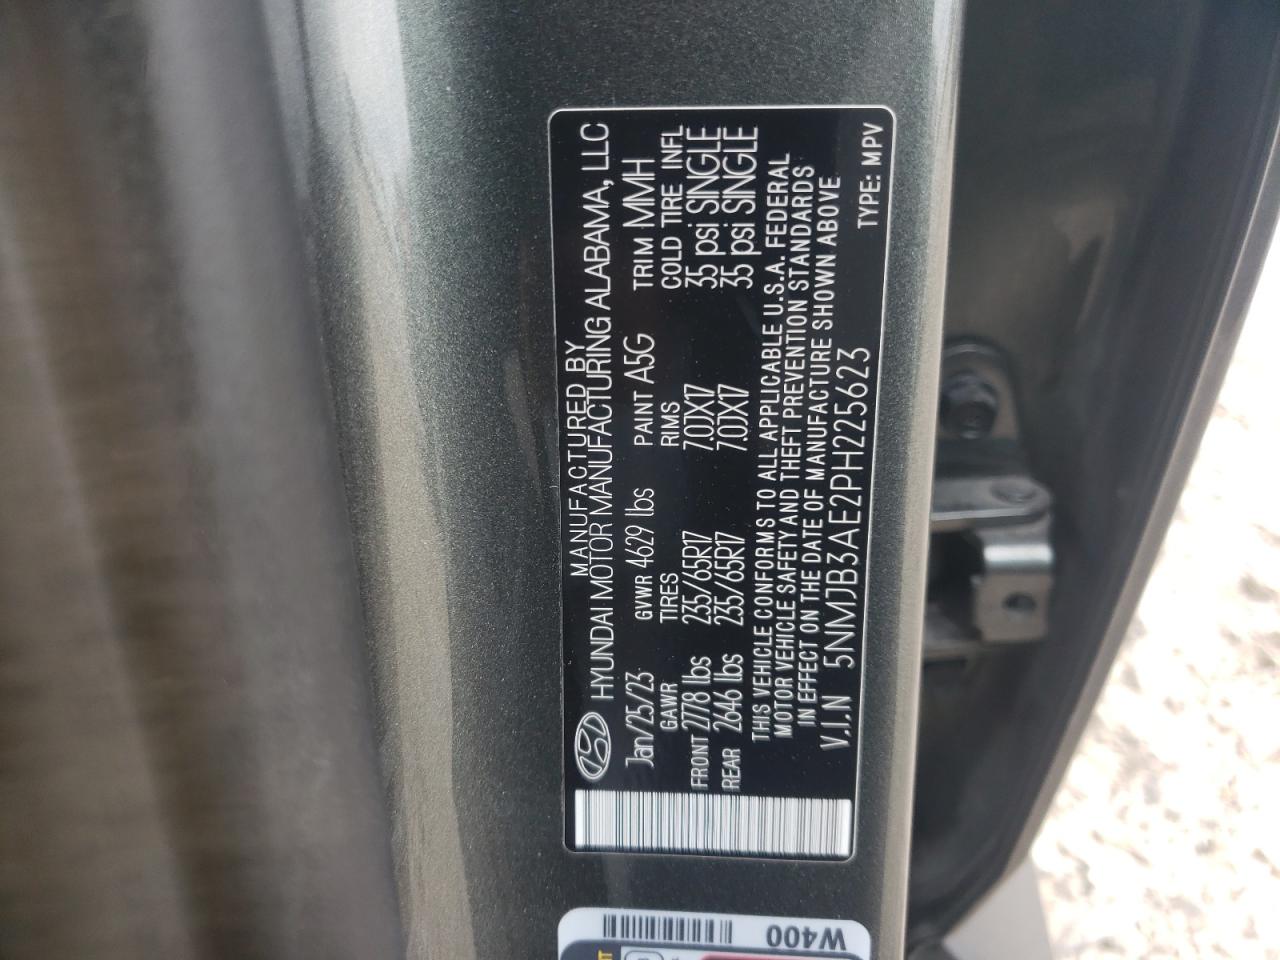 MANUFACTURED BY
HYUNDAI MOTOR MANUFACTURING ALABAMA, LLC
Jan/25/23 GVWR 4629 lbs PAINT A5G TRIM MMH
GAWR TIRES RIMS COLD TIRE INFL
FRONT 2778 lbs 235/65R17 7.0JX17 35 psi SINGLE
REAR 2646 lbs 235/65R17 7.0JX17 35 psi SINGLE
THIS VEHICLE CONFORMS TO ALL APPLICABLE U.S.A. FEDERAL
MOTOR VEHICLE SAFETY AND THEFT PREVENTION STANDARDS
IN EFFECT ON THE DATE OF MANUFACTURE SHOWN ABOVE
V.I.N 5NMJB3AE2PH225623
TYPE: MPV
W400